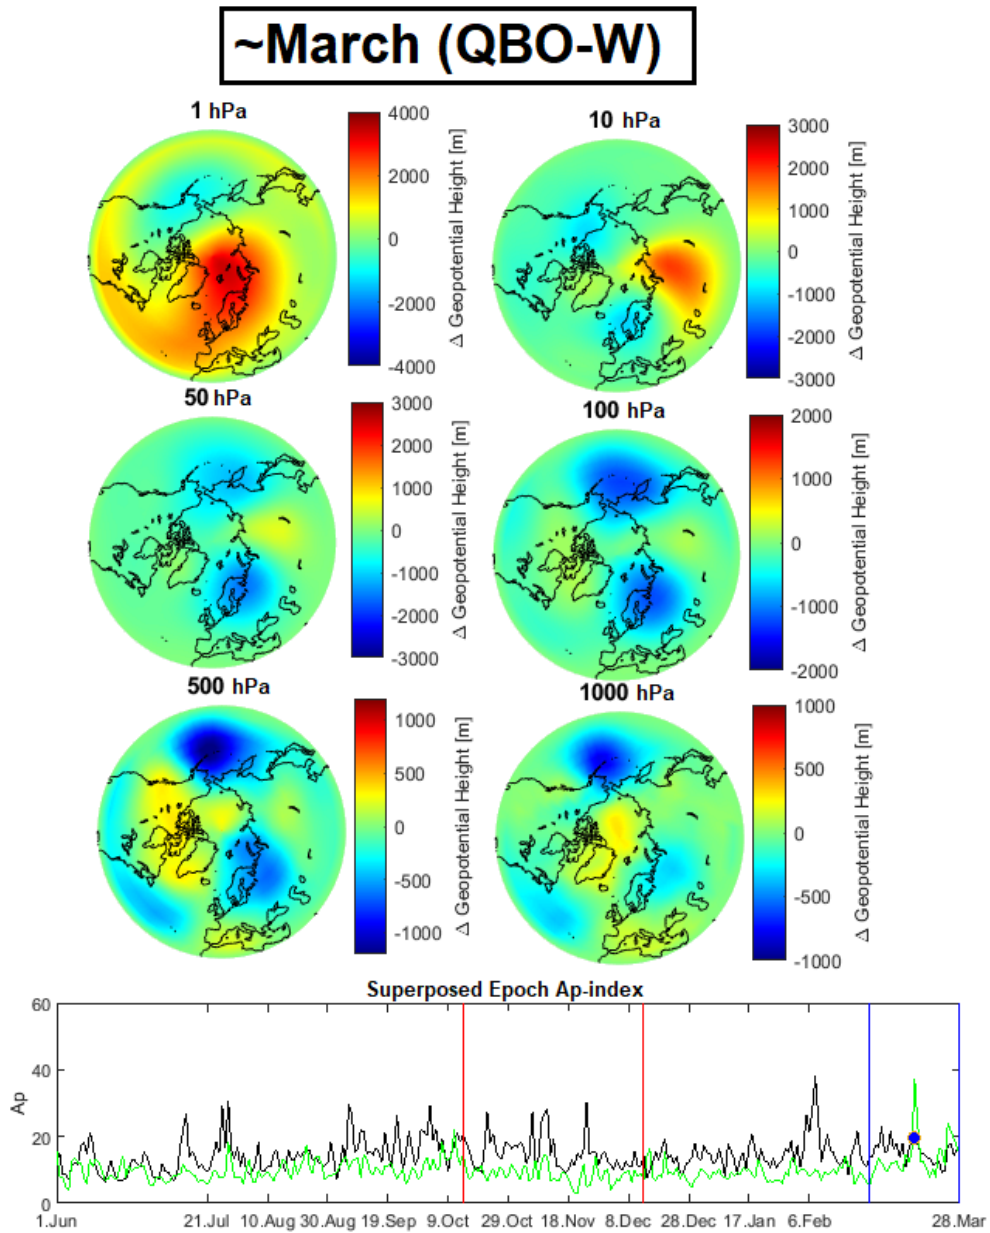 ~March (QBO-W)
1 hPa
4000
2000
0
-2000
-4000
Δ Geopotential Height [m]
10 hPa
3000
2000
1000
0
-1000
-2000
-3000
Δ Geopotential Height [m]
50 hPa
3000
2000
1000
0
-1000
-2000
-3000
Δ Geopotential Height [m]
100 hPa
2000
1000
0
-1000
-2000
Δ Geopotential Height [m]
500 hPa
1000
500
0
-500
-1000
Δ Geopotential Height [m]
1000 hPa
1000
500
0
-500
-1000
Δ Geopotential Height [m]
Superposed Epoch Ap-index
Ap
60
40
20
0
1.Jun 21.Jul 10.Aug 30.Aug 19.Sep 9.Oct 29.Oct 18.Nov 8.Dec 28.Dec 17.Jan 6.Feb 28.Mar